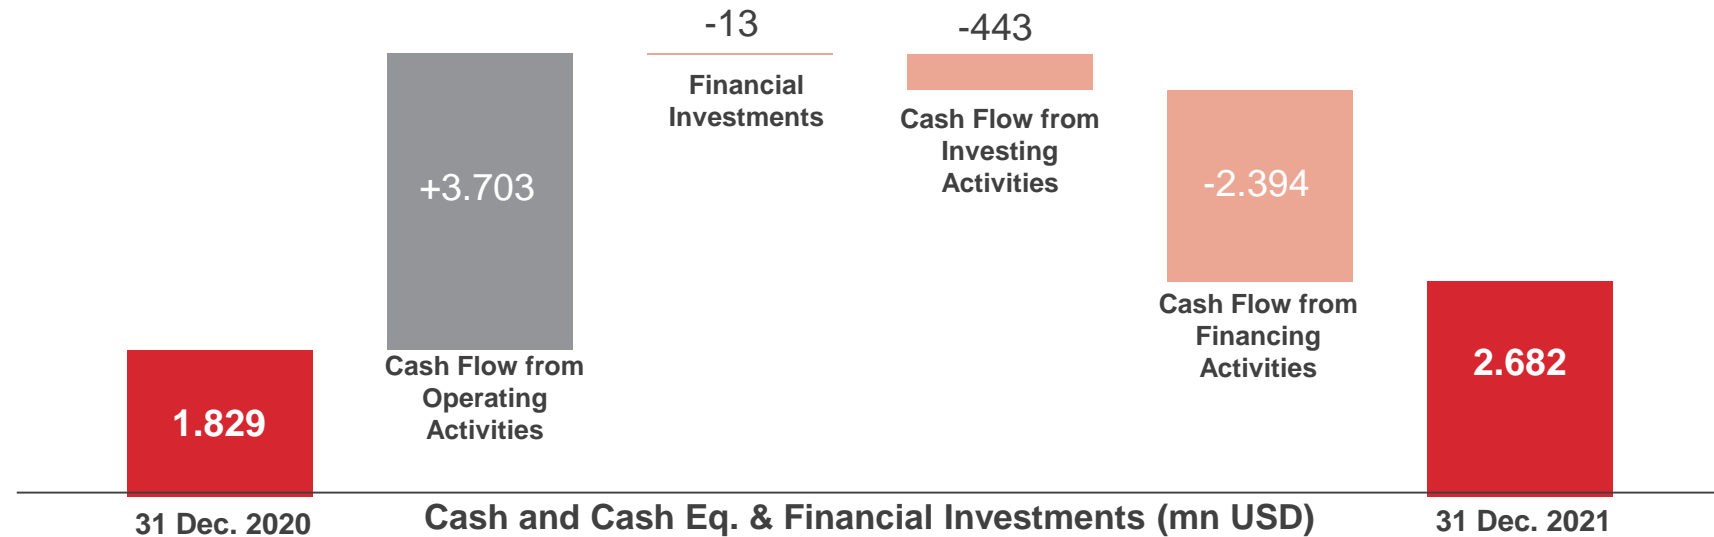 -13
-443
Financial
Investments
Cash Flow from
Investing
Activities
+3.703
-2.394
Cash Flow from
Financing
Activities
Cash Flow from
Operating
Activities
1.829
2.682
31 Dec. 2020
Cash and Cash Eq. & Financial Investments (mn USD)
31 Dec. 2021